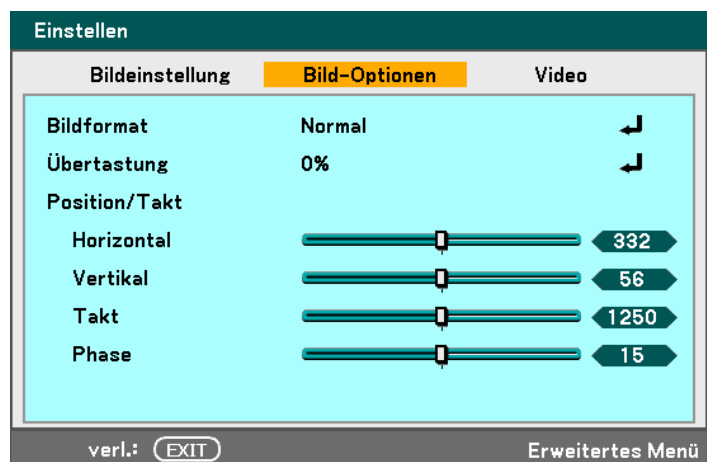 Einstellen
Bildeinstellung Bild-Optionen Video
Bildformat Normal
Übertastung 0%
Position/Takt
Horizontal 332
Vertikal 56
Takt 1250
Phase 15
verl.: EXIT Erweitertes Menü